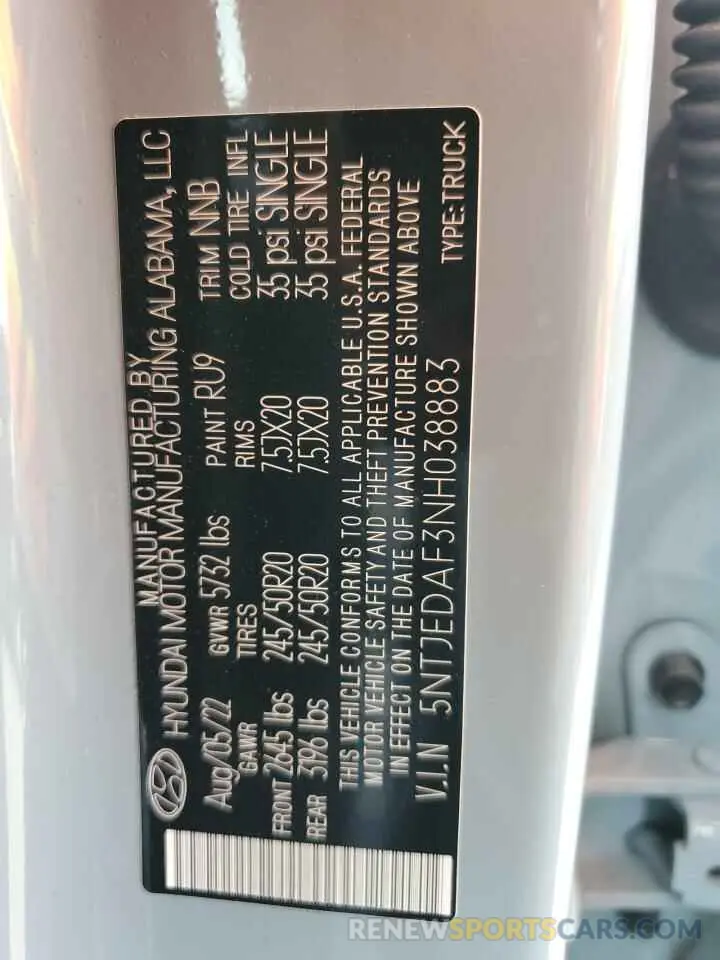 MANUFACTURED BY
HYUNDAI MOTOR MANUFACTURING ALABAMA, LLC
Aug/05/22 GVWR 5732 lbs PAINT RU9 TRIM NNB
GAWR TIRES RIMS COLD TIRE INFL
FRONT 2645 lbs 245/50R20 7.5JX20 35 psi SINGLE
REAR 3196 lbs 245/50R20 7.5JX20 35 psi SINGLE
THIS VEHICLE CONFORMS TO ALL APPLICABLE U.S.A. FEDERAL
MOTOR VEHICLE SAFETY AND THEFT PREVENTION STANDARDS
IN EFFECT ON THE DATE OF MANUFACTURE SHOWN ABOVE
V.I.N 5NTJEDAF3NH038883 TYPE: TRUCK
RENEWSPORTSCARS.COM